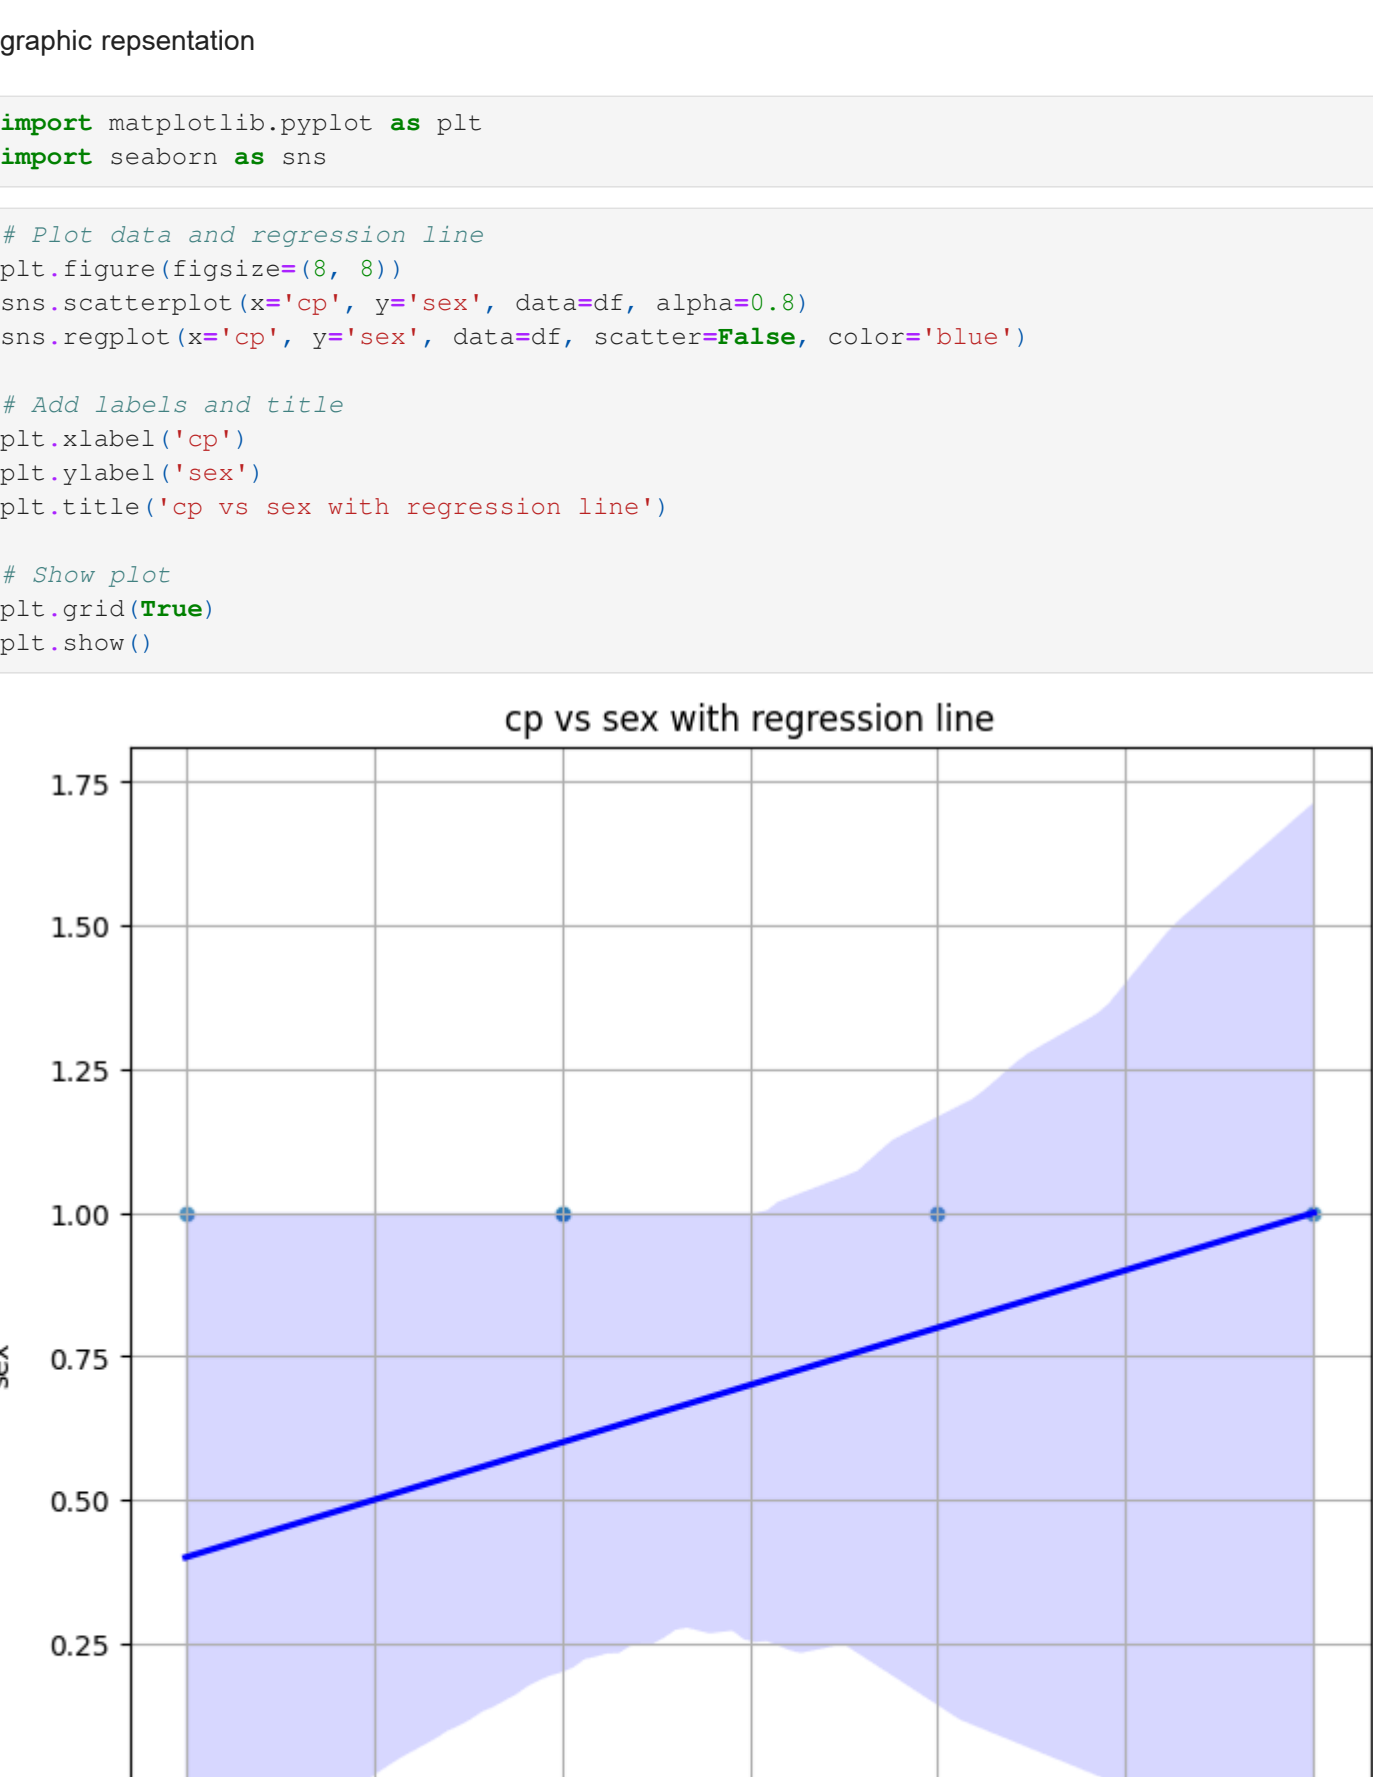 graphic repsentation
import matplotlib.pyplot as plt
import seaborn as sns
# Plot data and regression line
plt.figure(figsize=(8, 8))
sns.scatterplot(x='cp', y='sex', data=df, alpha=0.8)
sns.regplot(x='cp', y='sex', data=df, scatter=False, color='blue')
# Add labels and title
plt.xlabel('cp')
plt.ylabel('sex')
plt.title('cp vs sex with regression line')
# Show plot
plt.grid(True)
plt.show()
cp vs sex with regression line
1.75
1.50
1.25
1.00
sex
0.75
0.50
0.25